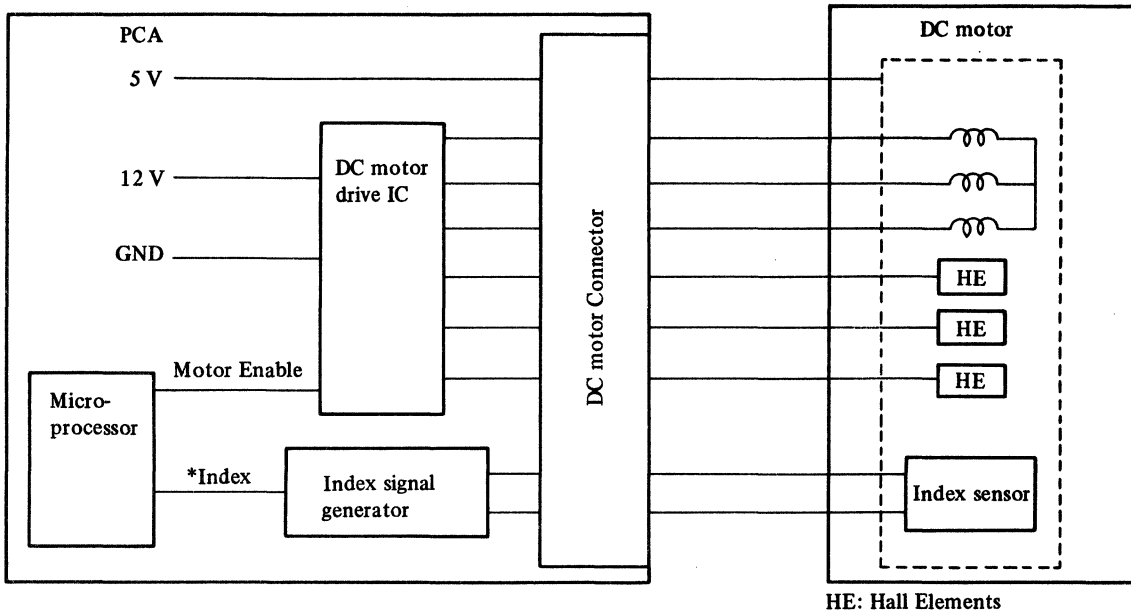 PCA
5 V
12 V
GND
DC motor
drive IC
Motor Enable
Micro-
processor
*Index
Index signal
generator
DC motor Connector
DC motor
HE
HE
HE
Index sensor
HE: Hall Elements